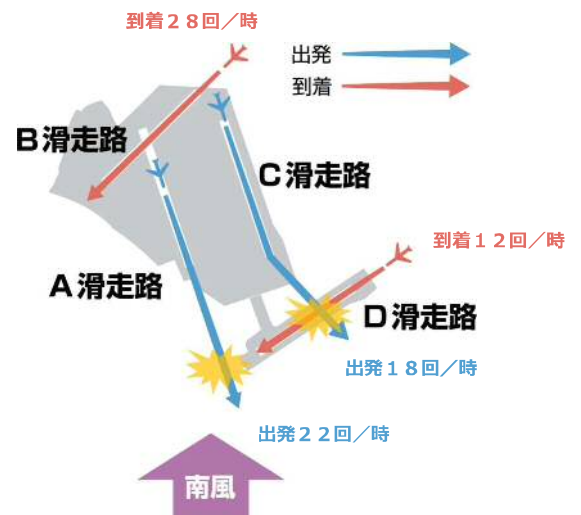 到着２８回／時
出発
到着
B滑走路
C滑走路
到着１２回／時
A滑走路
D滑走路
出発１８回／時
出発２２回／時
南風